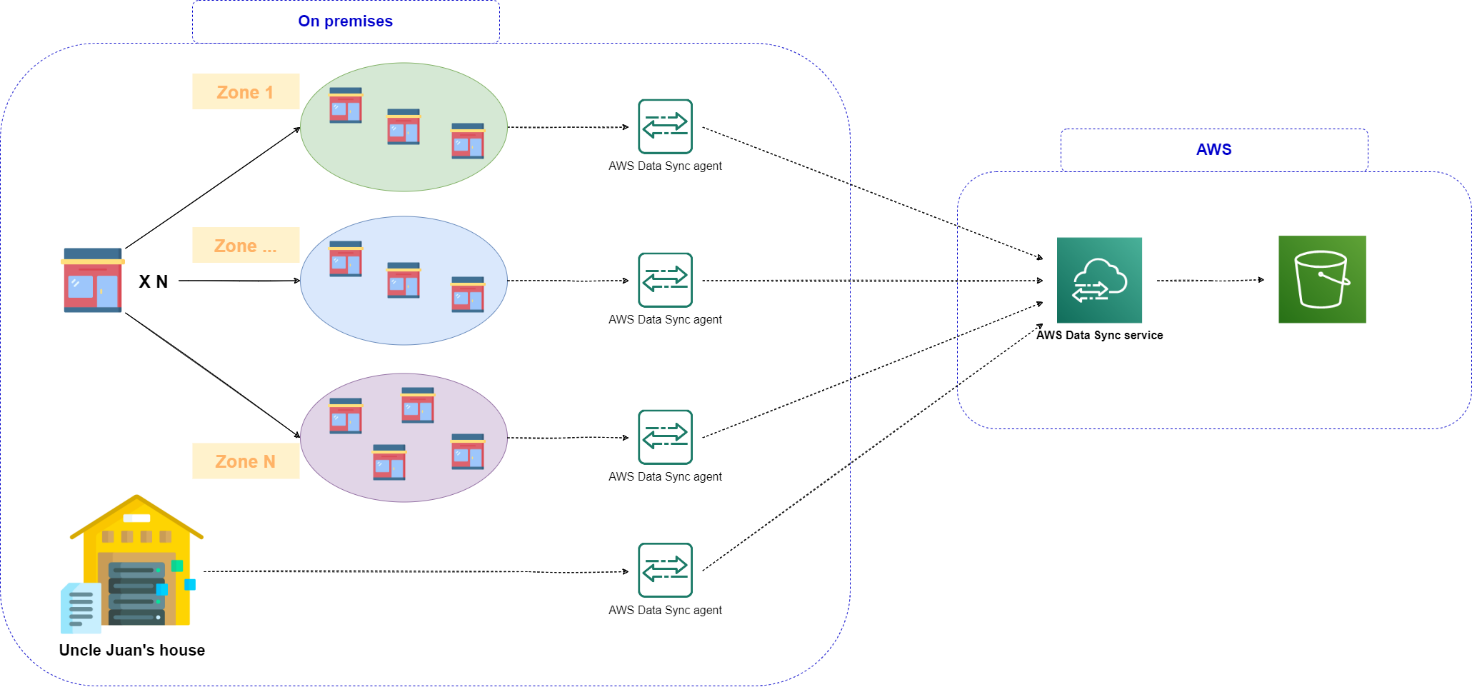 On premises
Zone 1
AWS Data Sync agent
AWS
Zone ...
X N
AWS Data Sync agent
AWS Data Sync service
Zone N
AWS Data Sync agent
AWS Data Sync agent
Uncle Juan's house